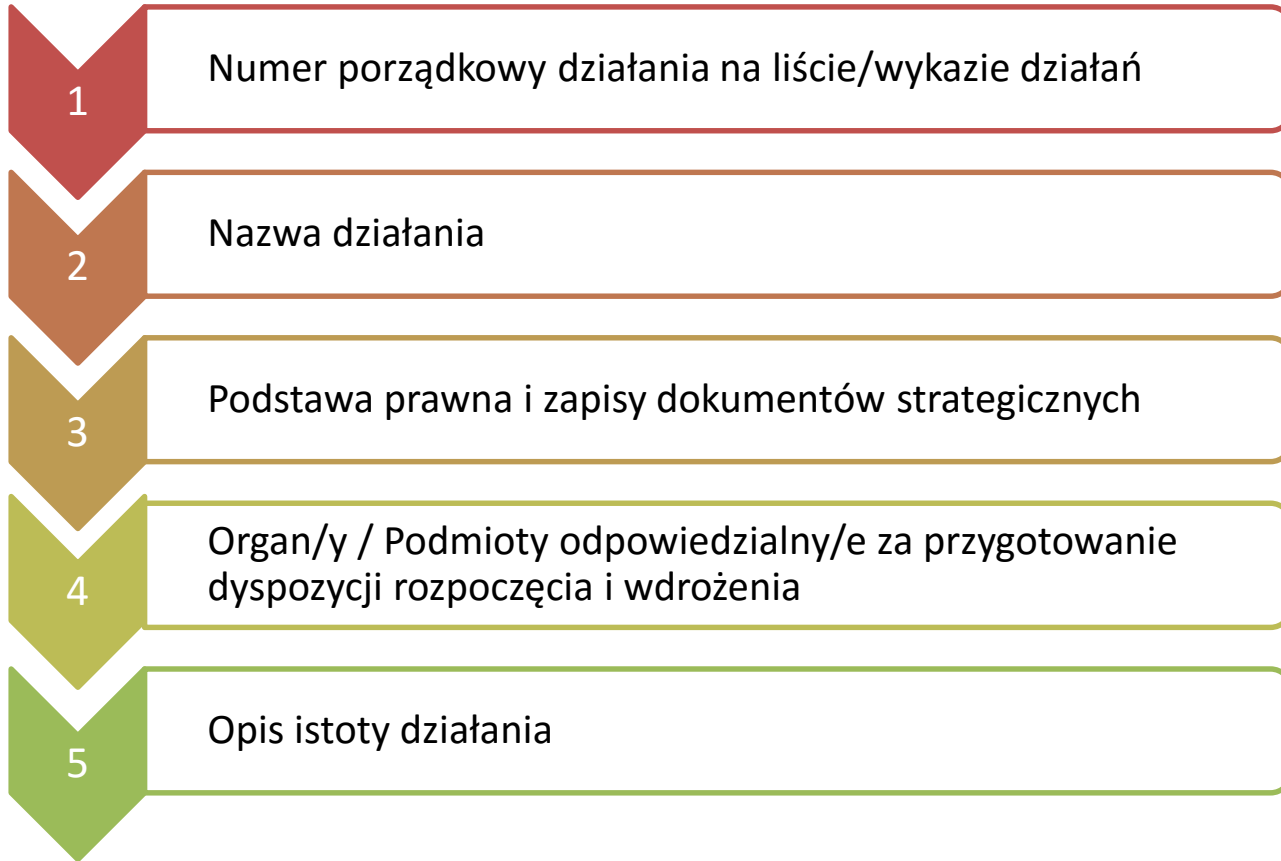 1
Numer porządkowy działania na liście/wykazie działań
2
Nazwa działania
3
Podstawa prawna i zapisy dokumentów strategicznych
4
Organ/y / Podmioty odpowiedzialny/e za przygotowanie
dyspozycji rozpoczęcia i wdrożenia
5
Opis istoty działania